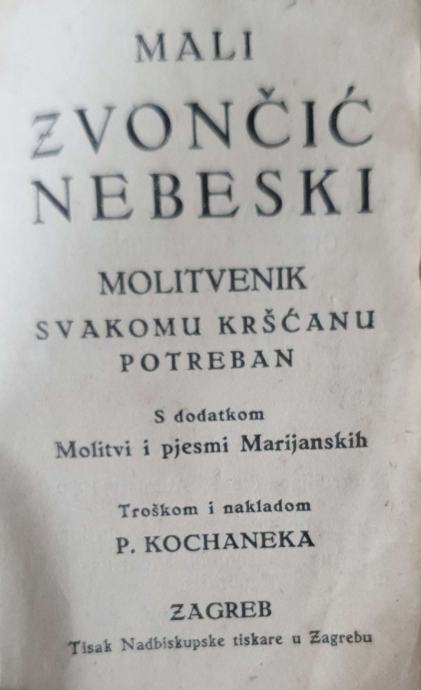 MALI
ZVONČIĆ
NEBESKI
MOLITVENIK
SVAKOMU KRŠĆANU
POTREBAN
S dodatkom
Molitvi i pjesmi Marijanskih
Troškom i nakladom
P. KOCHANEKA
ZAGREB
Tisak Nadbiskupske tiskare u Zagrebu